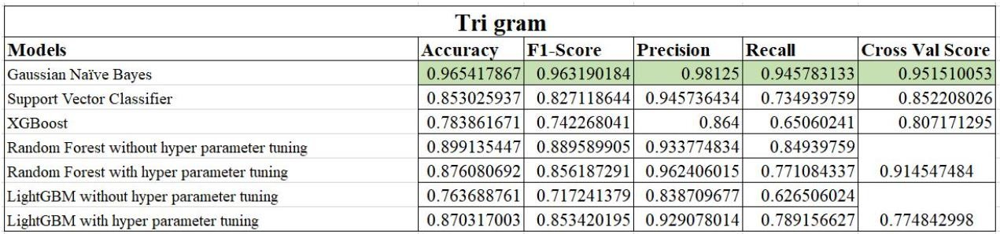 Tri gram
Models Accuracy F1-Score Precision Recall Cross Val Score
Gaussian Naïve Bayes 0.965417867 0.963190184 0.98125 0.945783133 0.951510053
Support Vector Classifier 0.853025937 0.827118644 0.945736434 0.734939759 0.852208026
XGBoost 0.783861671 0.742268041 0.864 0.65060241 0.807171295
Random Forest without hyper parameter tuning 0.899135447 0.889589905 0.933774834 0.84939759
Random Forest with hyper parameter tuning 0.876080692 0.856187291 0.962406015 0.771084337 0.914547484
LightGBM without hyper parameter tuning 0.763688761 0.717241379 0.838709677 0.626506024
LightGBM with hyper parameter tuning 0.870317003 0.853420195 0.929078014 0.789156627 0.774842998